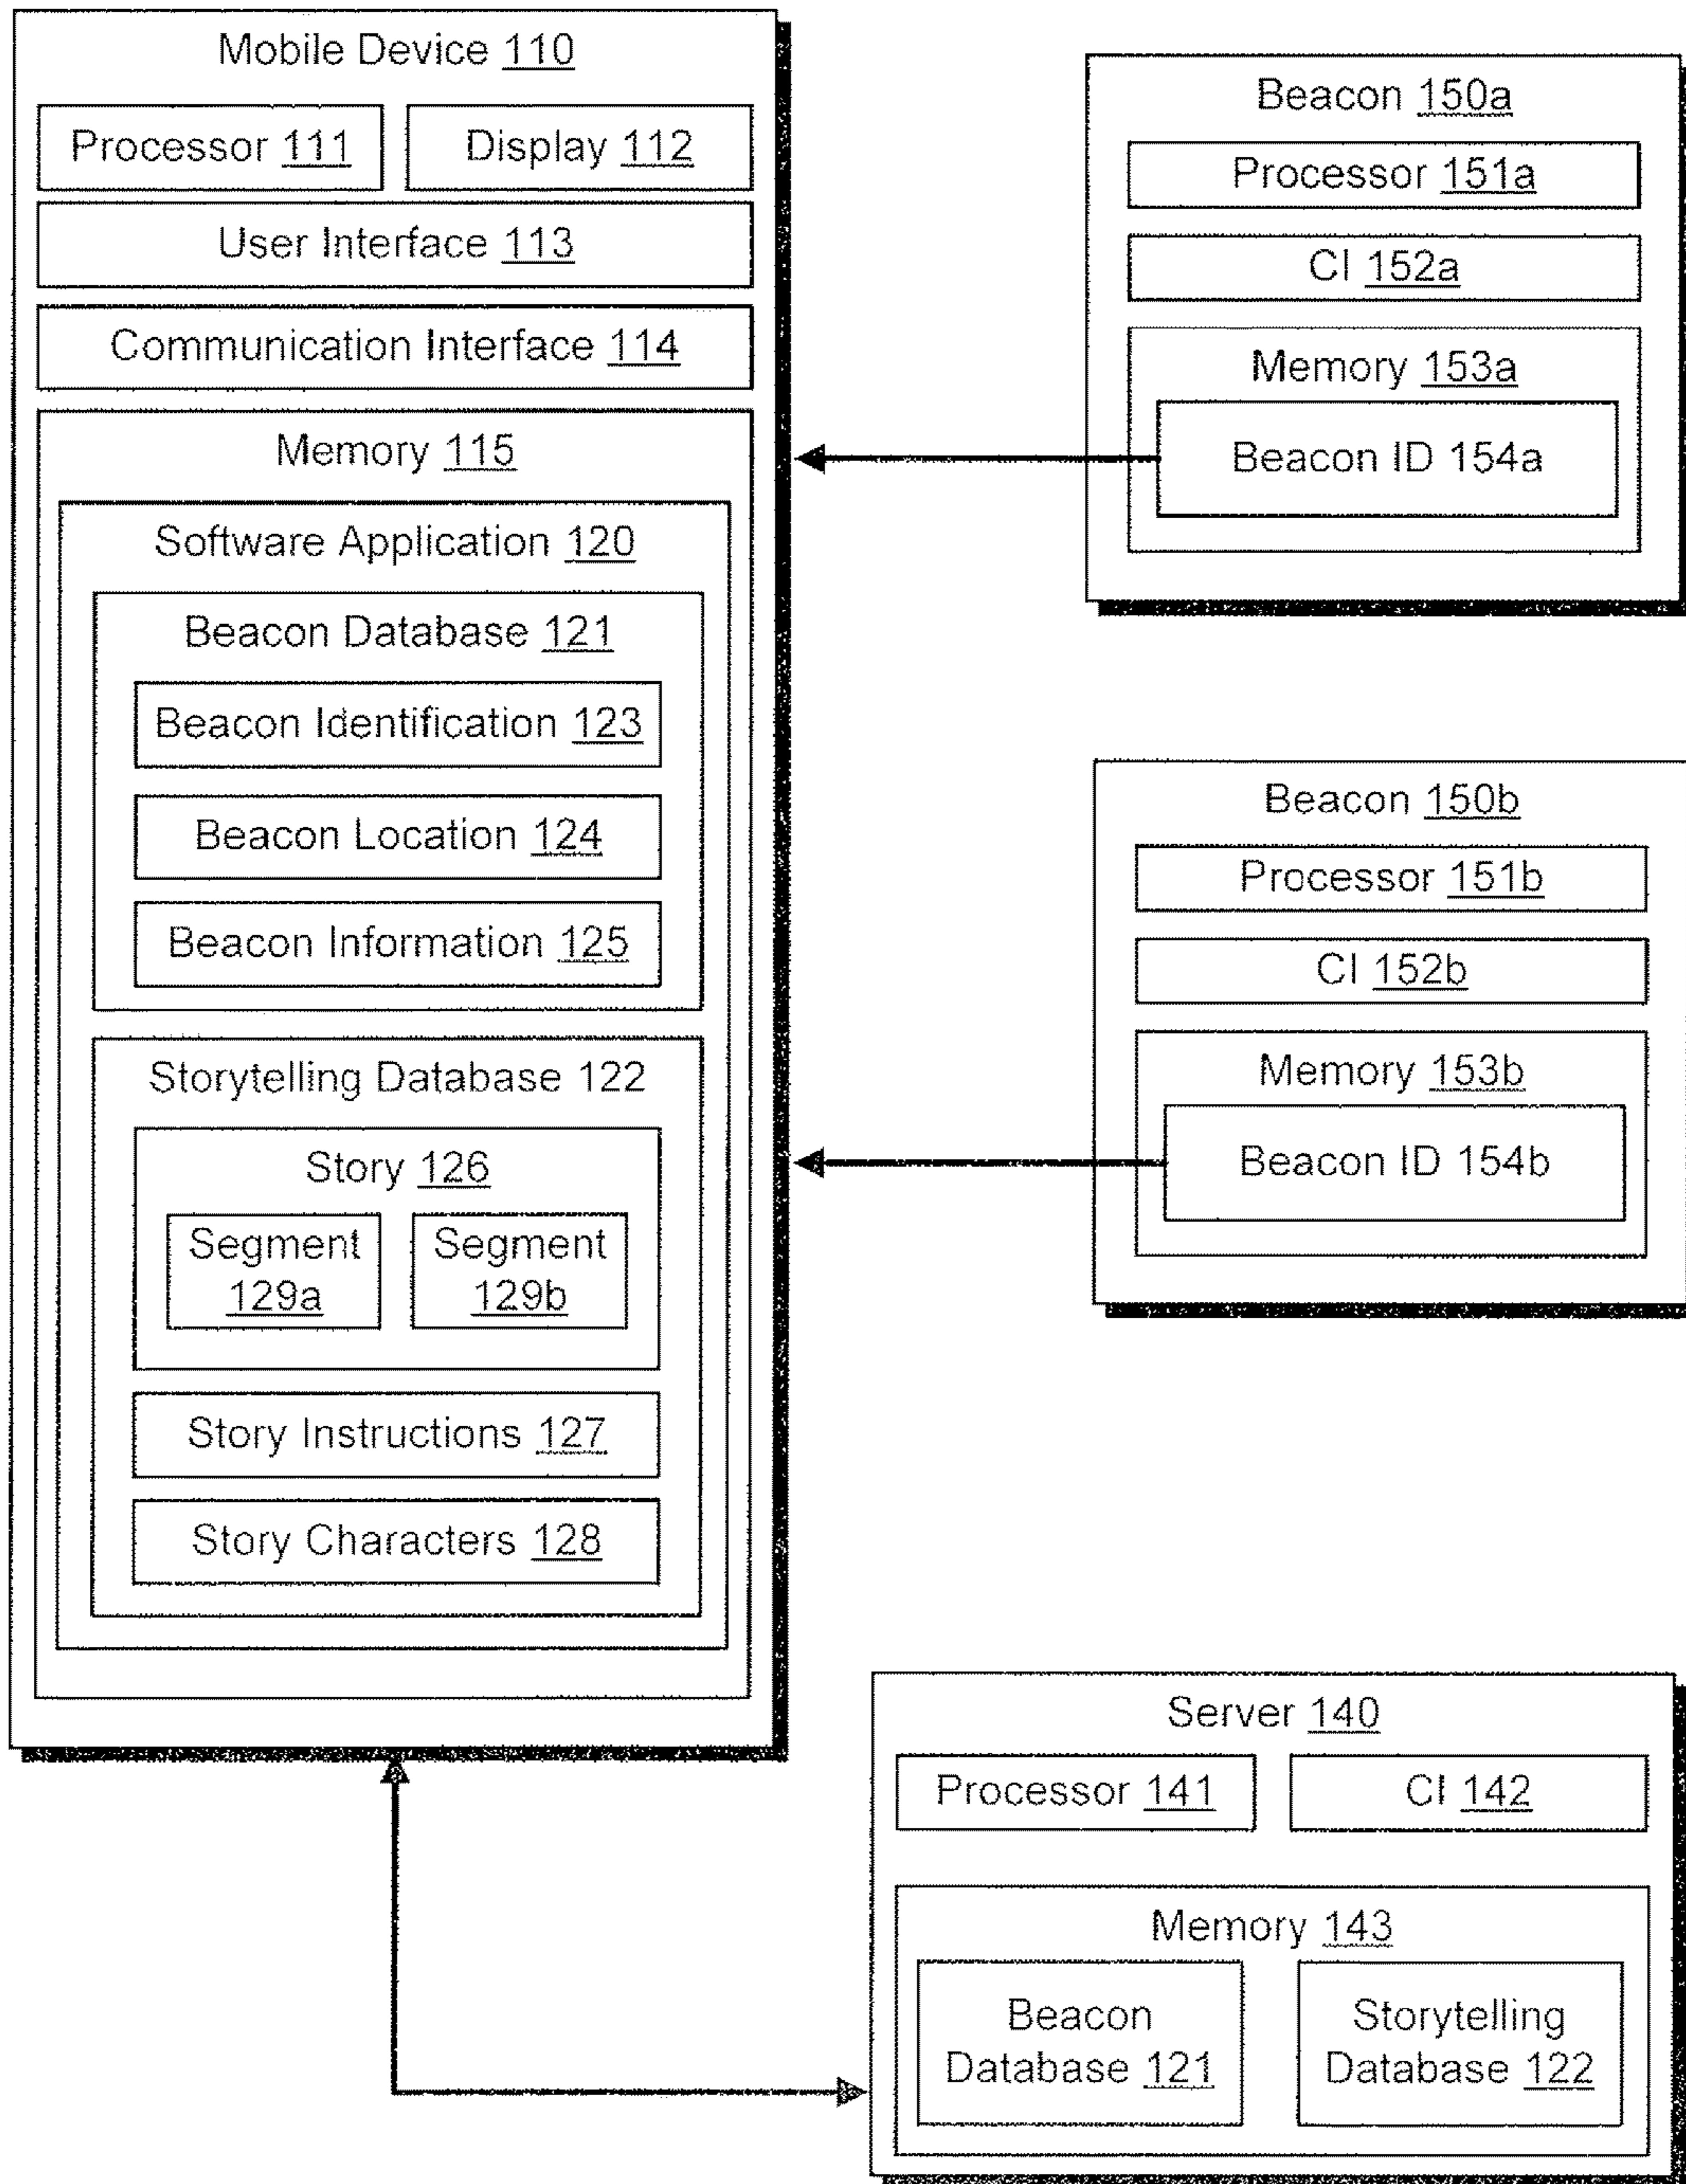 Mobile Device 110
Processor 111
Display 112
User Interface 113
Communication Interface 114
Memory 115
Software Application 120
Beacon Database 121
Beacon Identification 123
Beacon Location 124
Beacon Information 125
Storytelling Database 122
Story 126
Segment
129a
Segment
129b
Story Instructions 127
Story Characters 128
Beacon 150a
Processor 151a
CI 152a
Memory 153a
Beacon ID 154a
Beacon 150b
Processor 151b
CI 152b
Memory 153b
Beacon ID 154b
Server 140
Processor 141
CI 142
Memory 143
Beacon
Database 121
Storytelling
Database 122